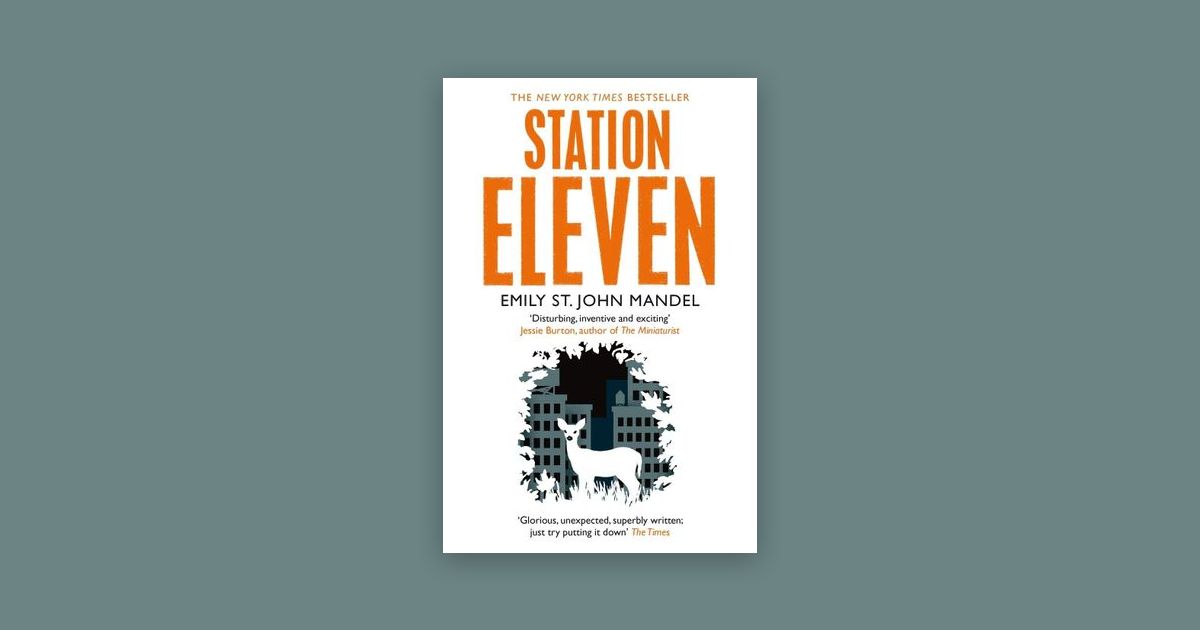 THE NEW YORK TIMES BESTSELLER
STATION
ELEVEN
EMILY ST. JOHN MANDEL
‘Disturbing, inventive and exciting’
Jessie Burton, author of The Miniaturist
‘Glorious, unexpected, superbly written;
just try putting it down’ The Times